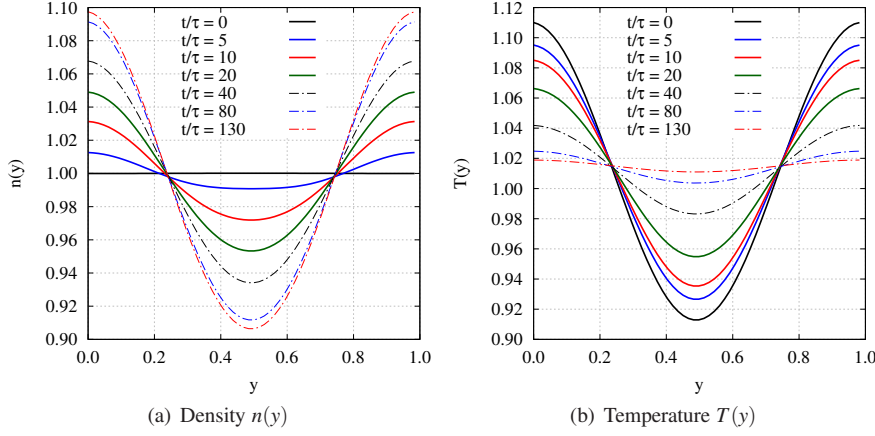 t/τ = 0
t/τ = 5
t/τ = 10
t/τ = 20
t/τ = 40
t/τ = 80
t/τ = 130
1.10
1.08
1.06
1.04
1.02
1.00
0.98
0.96
0.94
0.92
0.90
n(y)
0.0 0.2 0.4 0.6 0.8 1.0
y
(a) Density n(y)
t/τ = 0
t/τ = 5
t/τ = 10
t/τ = 20
t/τ = 40
t/τ = 80
t/τ = 130
1.12
1.10
1.08
1.06
1.04
1.02
1.00
0.98
0.96
0.94
0.92
0.90
T(y)
0.0 0.2 0.4 0.6 0.8 1.0
y
(b) Temperature T(y)